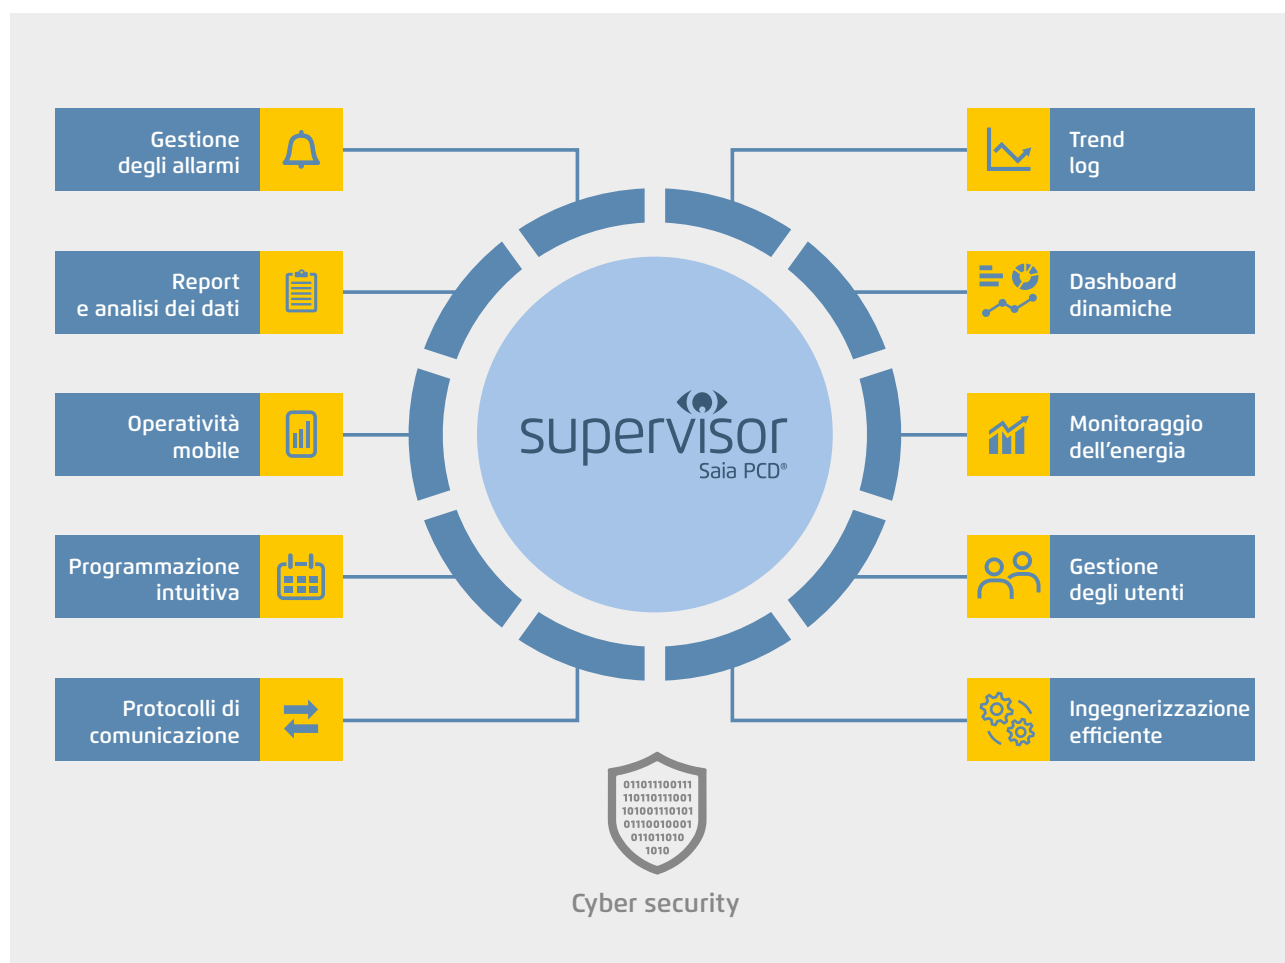 Gestione
degli allarmi
Report
e analisi dei dati
Operatività
mobile
Programmazione
intuitiva
Protocolli di
comunicazione
supervisor
Saia PCD®
Trend
log
Dashboard
dinamiche
Monitoraggio
dell’energia
Gestione
degli utenti
Ingegnerizzazione
efficiente
011011100111
110110111001
101001110101
01110010001
011011010
1010
Cyber security